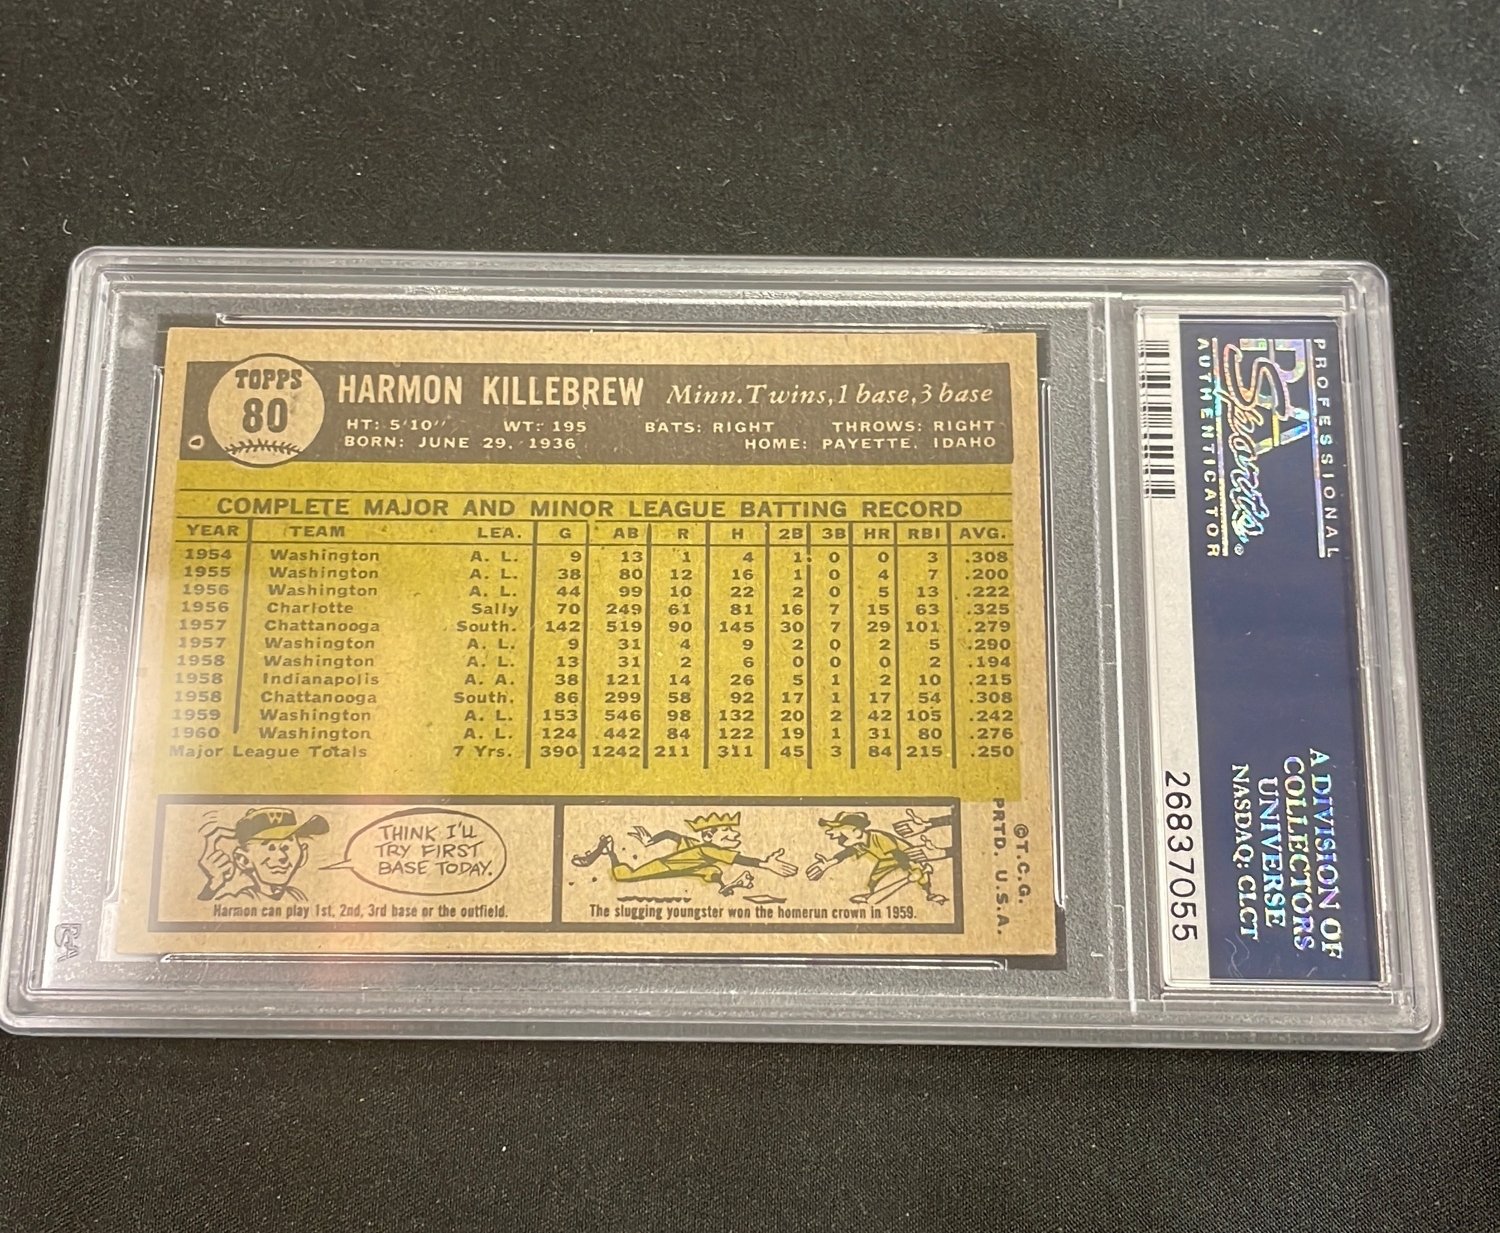 TOPPS
80
HARMON KILLEBREW Minn. Twins, 1 base, 3 base
HT: 5'10" WT: 195 BATS: RIGHT THROWS: RIGHT
BORN: JUNE 29, 1936 HOME: PAYETTE, IDAHO
COMPLETE MAJOR AND MINOR LEAGUE BATTING RECORD
YEAR TEAM LEA. G AB R H 2B 3B HR RBI AVG.
1954 Washington A. L. 9 13 1 4 1 0 0 3 .308
1955 Washington A. L. 38 80 12 16 1 0 4 7 .200
1956 Washington A. L. 44 99 10 22 2 0 5 13 .222
1956 Charlotte Sally 70 249 61 81 16 7 15 63 .325
1957 Chattanooga South. 142 519 90 145 30 7 29 101 .279
1957 Washington A. L. 9 31 4 9 2 0 2 5 .290
1958 Washington A. L. 13 31 2 6 0 0 0 2 .194
1958 Indianapolis A. A. 38 121 14 26 5 1 2 10 .215
1958 Chattanooga South. 86 299 58 92 17 1 17 54 .308
1959 Washington A. L. 153 546 98 132 20 2 42 105 .242
1960 Washington A. L. 124 442 84 122 19 1 31 80 .276
Major League Totals 7 Yrs. 390 1242 211 311 45 3 84 215 .250
W
THINK I'LL
TRY FIRST
BASE TODAY.
Harmon can play 1st, 2nd, 3rd base or the outfield.
The slugging youngster won the homerun crown in 1959.
©T.C.G.
PRTD. U.S.A.
PSA
PROFESSIONAL
PSA
Sports®
AUTHENTICATOR
A DIVISION OF
COLLECTORS
UNIVERSE
NASDAQ: CLCT
26837055